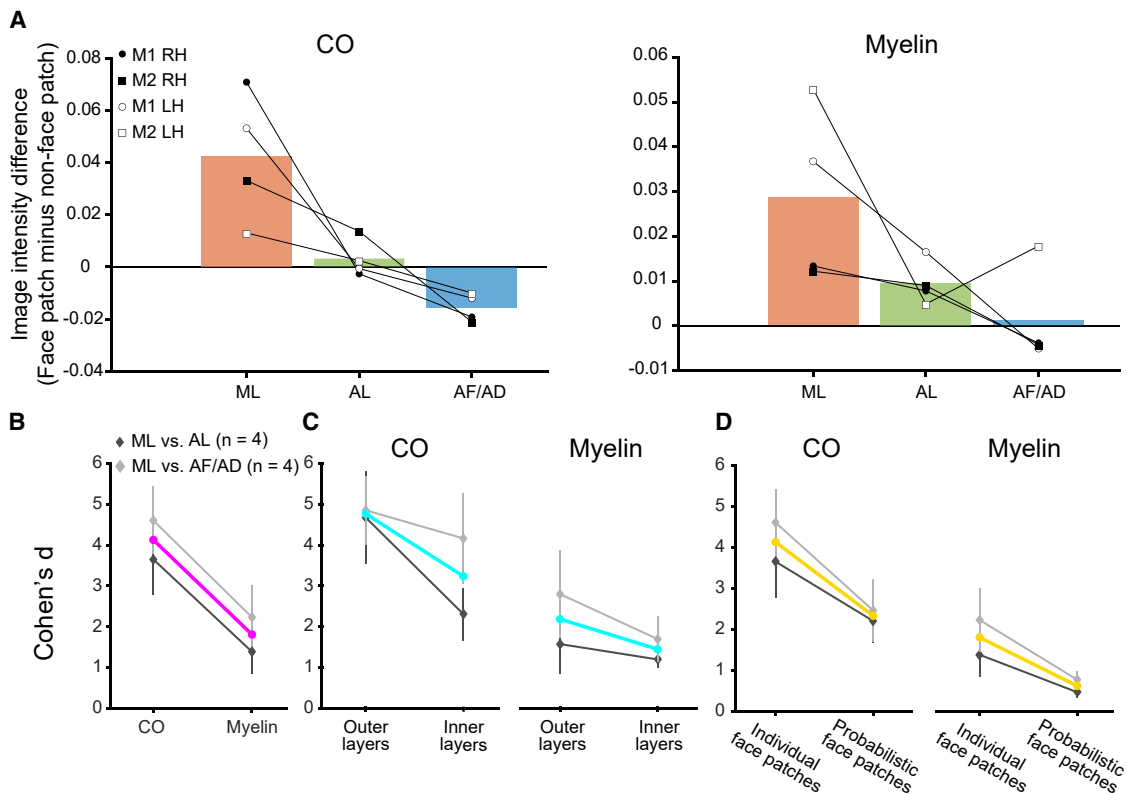 A
Image intensity difference
(Face patch minus non-face patch)
CO
0.08
0.06
0.04
0.02
0
-0.02
-0.04
M1 RH
M2 RH
M1 LH
M2 LH
ML AL AF/AD
Myelin
0.06
0.05
0.04
0.03
0.02
0.01
0
-0.01
ML AL AF/AD
B
ML vs. AL (n = 4)
ML vs. AF/AD (n = 4)
Cohen's d
6
5
4
3
2
1
0
CO Myelin
C
CO Myelin
6
5
4
3
2
1
0
Outer layers
Inner layers
Outer layers
Inner layers
D
CO Myelin
6
5
4
3
2
1
0
Individual
face patches
Probabilistic
face patches
Individual
face patches
Probabilistic
face patches